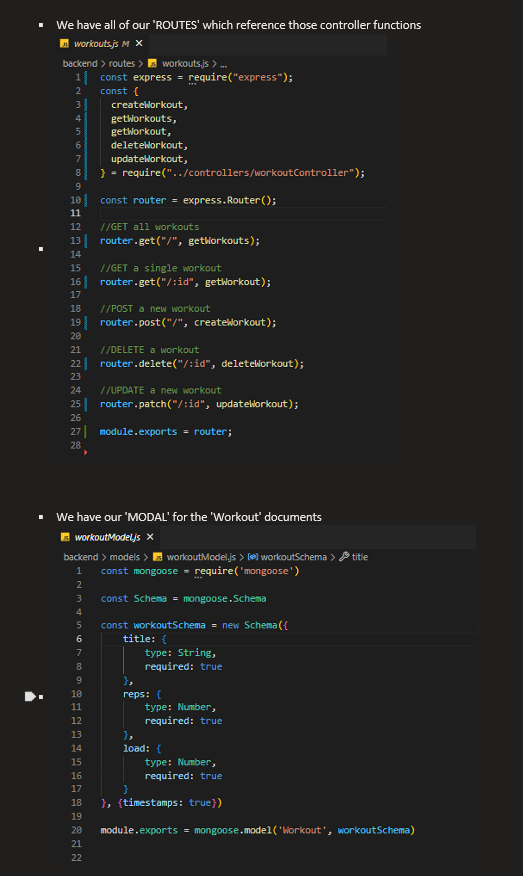 We have all of our 'ROUTES' which reference those controller functions
workouts.js M ×
backend > routes > workouts.js > ...
1 const express = require("express");
2 const {
3 createWorkout,
4 getWorkouts,
5 getWorkout,
6 deleteWorkout,
7 updateWorkout,
8 } = require("../controllers/workoutController");
9
10 const router = express.Router();
11
12 //GET all workouts
13 router.get("/", getWorkouts);
14
15 //GET a single workout
16 router.get("/:id", getWorkout);
17
18 //POST a new workout
19 router.post("/", createWorkout);
20
21 //DELETE a workout
22 router.delete("/:id", deleteWorkout);
23
24 //UPDATE a new workout
25 router.patch("/:id", updateWorkout);
26
27 module.exports = router;
28
We have our 'MODAL' for the 'Workout' documents
workoutModel.js ×
backend > models > workoutModel.js > workoutSchema > title
1 const mongoose = require('mongoose')
2
3 const Schema = mongoose.Schema
4
5 const workoutSchema = new Schema({
6 title: {
7 type: String,
8 required: true
9 },
10 reps: {
11 type: Number,
12 required: true
13 },
14 load: {
15 type: Number,
16 required: true
17 }
18 }, {timestamps: true})
19
20 module.exports = mongoose.model('Workout', workoutSchema)
21
22